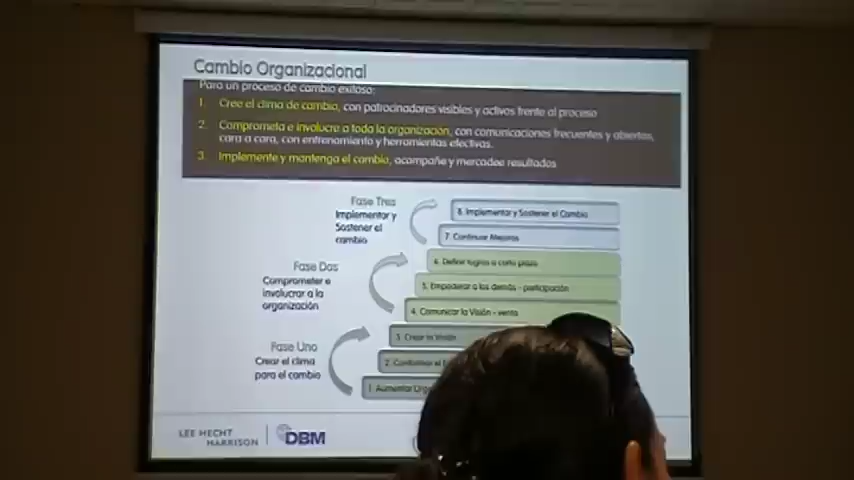 Cambio Organizacional
Para un proceso de cambio exitoso:
1. Cree el clima de cambio, con patrocinadores visibles y activos frente al proceso
2. Comprometa e involucre a toda la organización, con comunicaciones frecuentes y abiertas,
cara a cara, con entrenamiento y herramientas efectivas.
3. Implemente y mantenga el cambio, acompañe y mercadee resultados
Fase Tres
Implementar y
Sostener el
cambio
8. Implementar y Sostener el Cambio
7. Continuar Mejoras
Fase Dos
Comprometer e
involucrar a la
organización
6. Definir logros a corto plazo
5. Empoderar a los demás - participación
4. Comunicar la Visión - venta
Fase Uno
Crear el clima
para el cambio
3. Crear la Visión
2. Conformar el
1. Aumentar
LEE HECHT
HARRISON
DBM